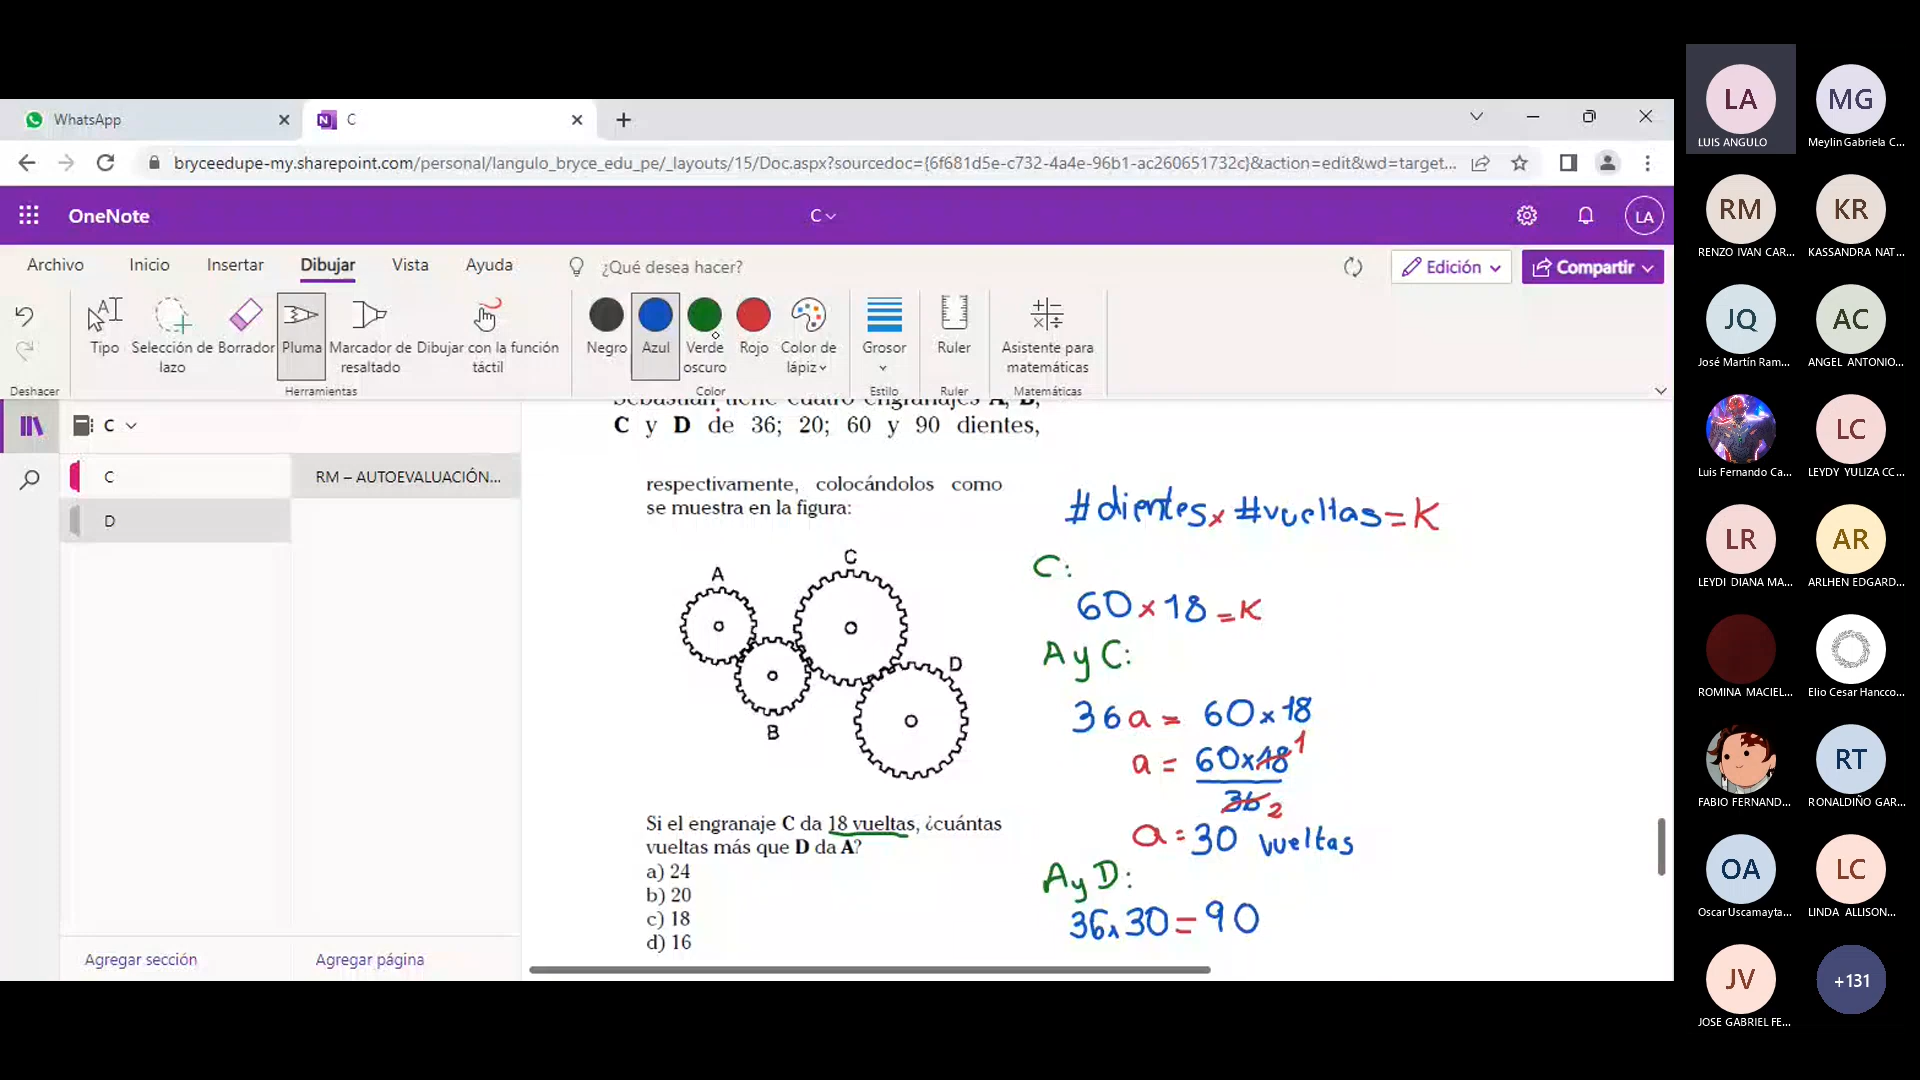 LA
MG
LUIS ANGULO
Meylin Gabriela C...
WhatsApp
C
bryceedupe-my.sharepoint.com/personal/langulo_bryce_edu_pe/_layouts/15/Doc.aspx?sourcedoc={6f681d5e-c732-4a4e-96b1-ac260651732c}&action=edit&wd=target...
RM
KR
RENZO IVAN CAR...
KASSANDRA NAT...
OneNote
C
LA
Archivo
Inicio
Insertar
Dibujar
Vista
Ayuda
¿Qué desea hacer?
Edición
Compartir
JQ
AC
José Martín Ram...
ANGEL ANTONIO...
Tipo
Selección de lazo
Borrador
Pluma
Marcador de resaltado
Dibujar con la función táctil
Negro
Azul
Verde oscuro
Rojo
Color de lápiz
Grosor
Ruler
Asistente para matemáticas
Deshacer
Herramientas
Color
Estilo
Ruler
Matemáticas
C
C
D
RM – AUTOEVALUACIÓN...
Agregar sección
Agregar página
Sebastián tiene cuatro engranajes A, B,
C y D de 36; 20; 60 y 90 dientes,
respectivamente, colocándolos como
se muestra en la figura:
A
C
B
D
Si el engranaje C da 18 vueltas, ¿cuántas
vueltas más que D da A?
a) 24
b) 20
c) 18
d) 16
#dientes x #vueltas = K
C:
60 x 18 = K
A y C:
36a = 60 x 18
a = 60x18 1
36 2
a = 30 vueltas
A y D:
36x30 = 90
Luis Fernando Ca...
LC
LEYDY YULIZA CC...
LR
AR
LEYDI DIANA MA...
ARLHEN EDGARD...
ROMINA MACIEL...
Elio Cesar Hancco...
RT
FABIO FERNAND...
RONALDIÑO GAR...
OA
LC
Oscar Uscamayta...
LINDA ALLISON...
JV
+131
JOSE GABRIEL FE...